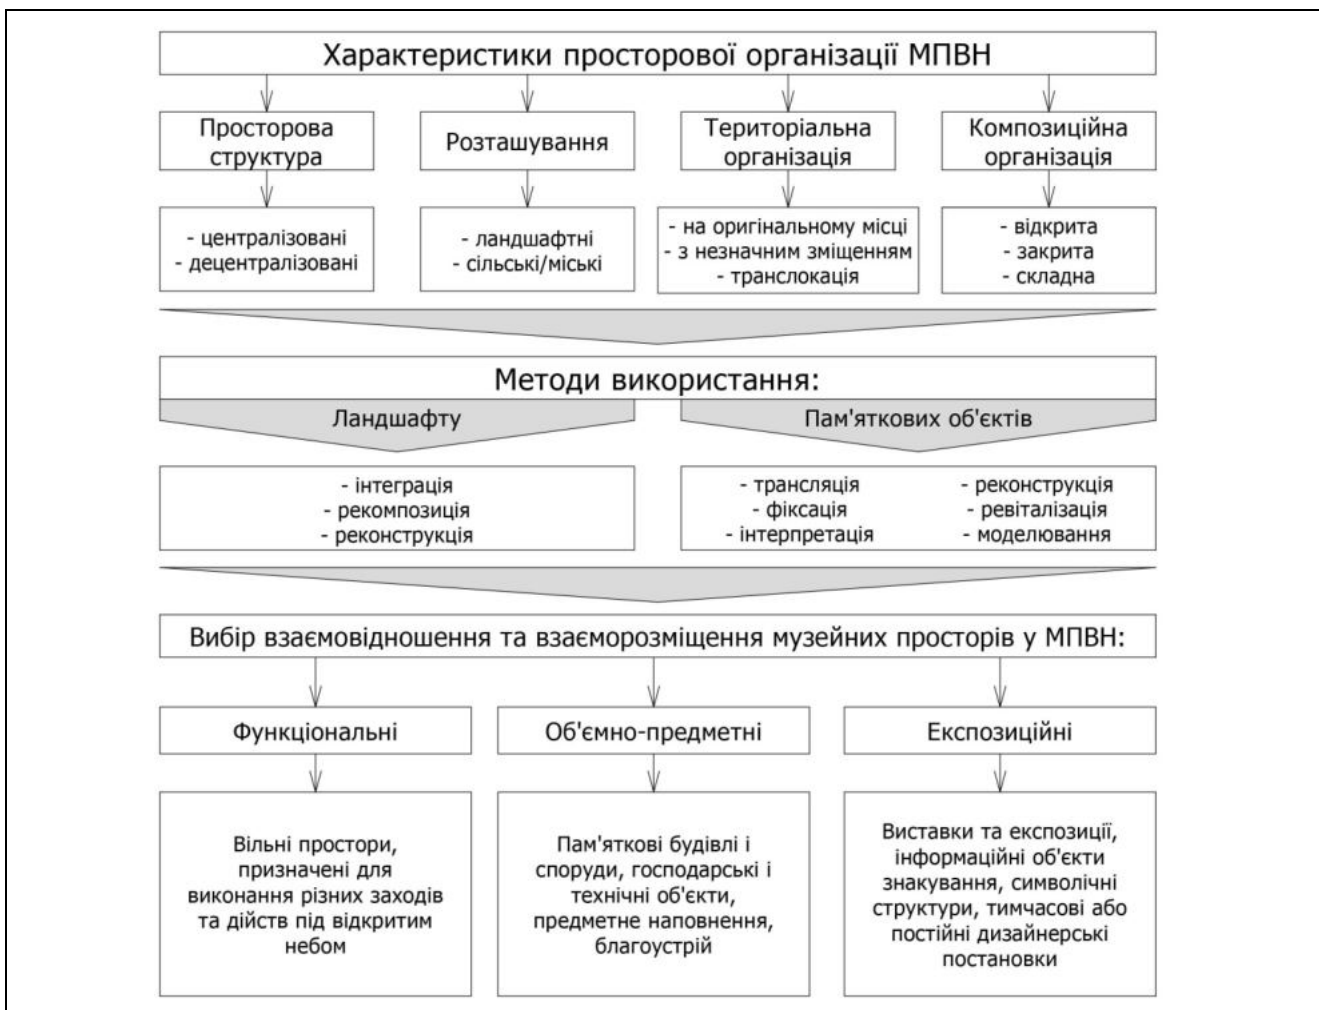 Характеристики просторової організації МПВН
Просторова
структура
Розташування
Територіальна
організація
Композиційна
організація
- централізовані
- децентралізовані
- ландшафтні
- сільські/міські
- на оригінальному місці
- з незначним зміщенням
- транслокація
- відкрита
- закрита
- складна
Методи використання:
Ландшафту
Пам'яткових об'єктів
- інтеграція
- рекомпозиція
- реконструкція
- трансляція
- фіксація
- інтерпретація
- реконструкція
- ревіталізація
- моделювання
Вибір взаємовідношення та взаєморозміщення музейних просторів у МПВН:
Функціональні
Об'ємно-предметні
Експозиційні
Вільні простори,
призначені для
виконання різних заходів
та дійств під відкритим
небом
Пам'яткові будівлі і
споруди, господарські і
технічні об'єкти,
предметне наповнення,
благоустрій
Виставки та експозиції,
інформаційні об'єкти
знакування, символічні
структури, тимчасові або
постійні дизайнерські
постановки